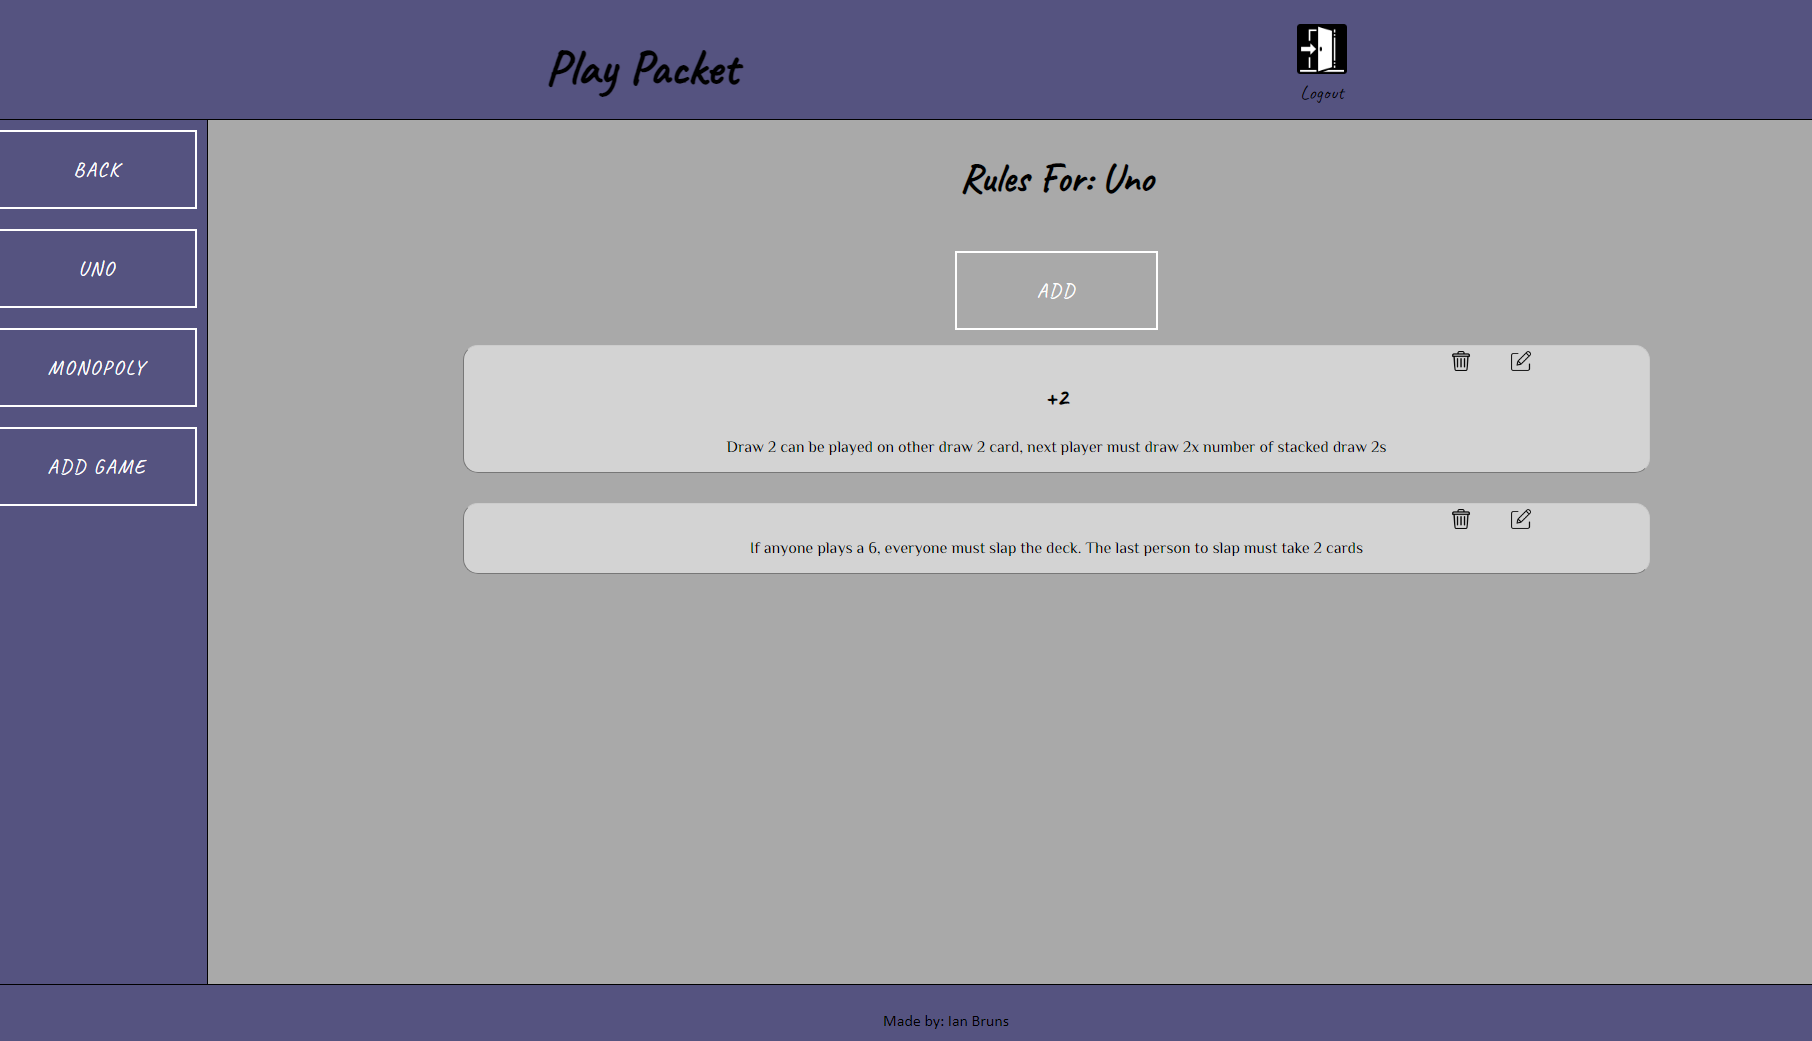 Play Packet
Logout
BACK
UNO
MONOPOLY
ADD GAME
Rules For: Uno
ADD
+2
Draw 2 can be played on other draw 2 card, next player must draw 2x number of stacked draw 2s
If anyone plays a 6, everyone must slap the deck. The last person to slap must take 2 cards
Made by: Ian Bruns